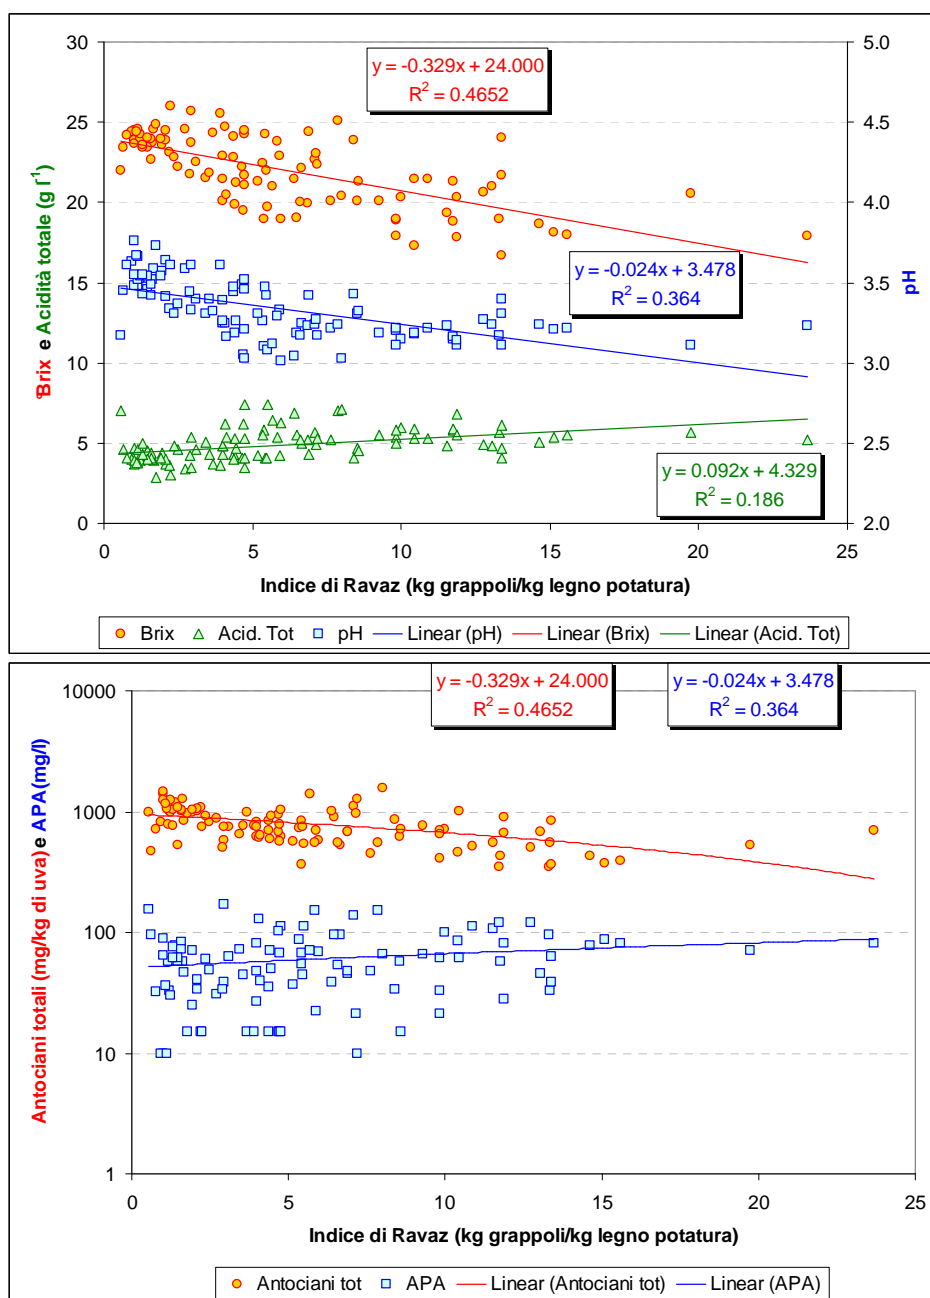 y = -0.329x + 24.000
R² = 0.4652
y = -0.024x + 3.478
R² = 0.364
y = 0.092x + 4.329
R² = 0.186
°Brix e Acidità totale (g l⁻¹)
30
25
20
15
10
5
0
5.0
4.5
4.0
3.5
3.0
2.5
2.0
pH
0 5 10 15 20 25
Indice di Ravaz (kg grappoli/kg legno potatura)
Brix Acid. Tot pH Linear (pH) Linear (Brix) Linear (Acid. Tot)
y = -0.329x + 24.000
R² = 0.4652
y = -0.024x + 3.478
R² = 0.364
Antociani totali (mg/kg di uva) e APA(mg/l)
10000
1000
100
10
1
0 5 10 15 20 25
Indice di Ravaz (kg grappoli/kg legno potatura)
Antociani tot APA Linear (Antociani tot) Linear (APA)